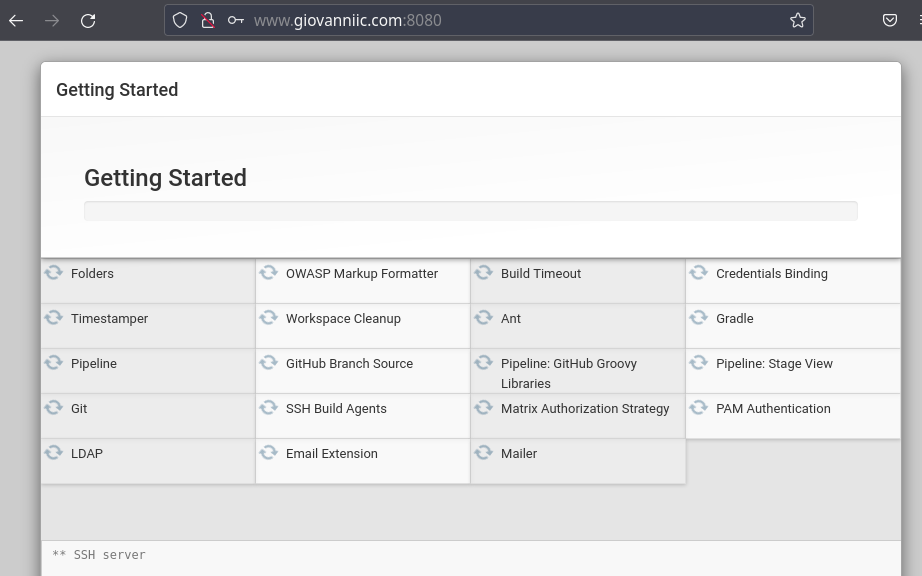 www.giovanniic.com:8080
Getting Started
Getting Started
Folders
OWASP Markup Formatter
Build Timeout
Credentials Binding
Timestamper
Workspace Cleanup
Ant
Gradle
Pipeline
GitHub Branch Source
Pipeline: GitHub Groovy
Libraries
Pipeline: Stage View
Git
SSH Build Agents
Matrix Authorization Strategy
PAM Authentication
LDAP
Email Extension
Mailer
** SSH server